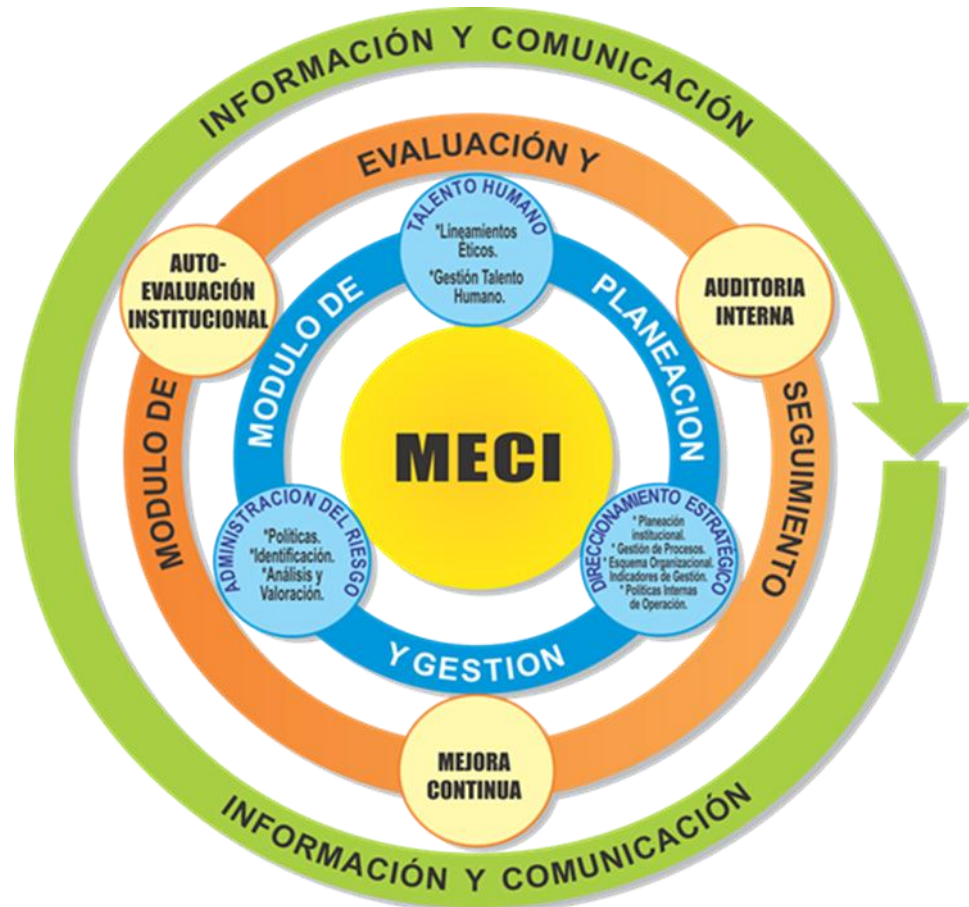 INFORMACIÓN Y COMUNICACIÓN
EVALUACIÓN Y
TALENTO HUMANO
*Lineamientos
Éticos.
*Gestión Talento
Humano.
AUTO-
EVALUACIÓN
INSTITUCIONAL
AUDITORIA
INTERNA
MODULO DE
PLANEACION
MECI
MODULO DE
SEGUIMIENTO
ADMINISTRACION DEL RIESGO
*Políticas.
*Identificación.
*Análisis y
Valoración.
DIRECCIONAMIENTO ESTRATÉGICO
* Planeación
institucional.
* Gestión de Procesos.
* Esquema Organizacional.
Indicadores de Gestión.
* Políticas Internas
de Operación.
Y GESTION
MEJORA
CONTINUA
INFORMACIÓN Y COMUNICACIÓN